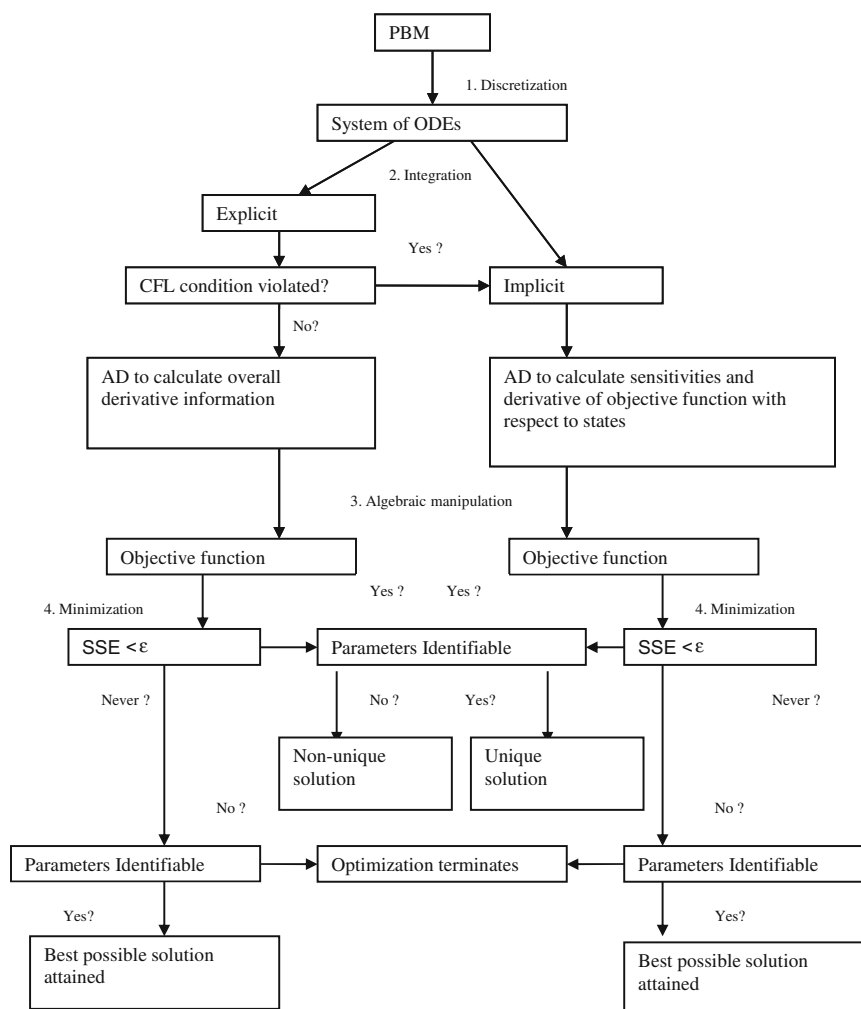 PBM
1. Discretization
System of ODEs
2. Integration
Explicit
Yes ?
CFL condition violated?
Implicit
No?
AD to calculate overall
derivative information
AD to calculate sensitivities and
derivative of objective function with
respect to states
3. Algebraic manipulation
Objective function
Objective function
Yes ?
Yes ?
4. Minimization
4. Minimization
SSE < ε
Parameters Identifiable
SSE < ε
Never ?
No ?
Yes?
Never ?
Non-unique
solution
Unique
solution
No ?
No ?
Parameters Identifiable
Optimization terminates
Parameters Identifiable
Yes?
Yes?
Best possible solution
attained
Best possible solution
attained